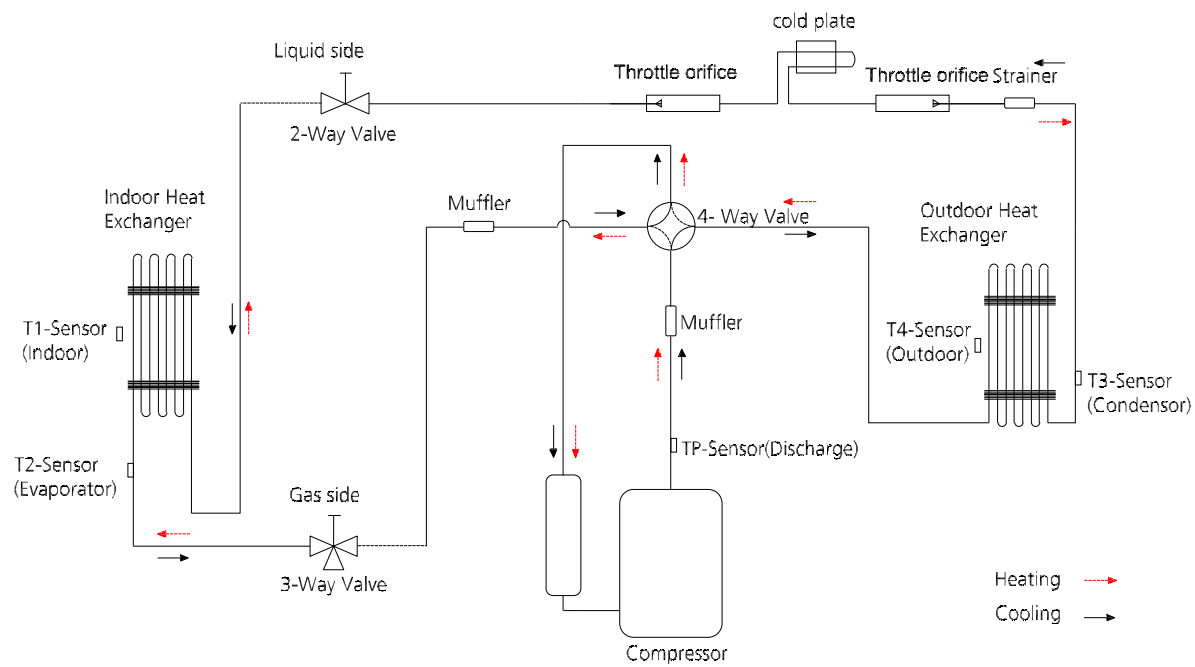 cold plate
Liquid side
Throttle orifice
Throttle orifice
Strainer
2-Way Valve
Indoor Heat
Exchanger
Muffler
4- Way Valve
Outdoor Heat
Exchanger
T1-Sensor
(Indoor)
Muffler
T4-Sensor
(Outdoor)
T3-Sensor
(Condensor)
TP-Sensor(Discharge)
T2-Sensor
(Evaporator)
Gas side
3-Way Valve
Heating
Cooling
Compressor